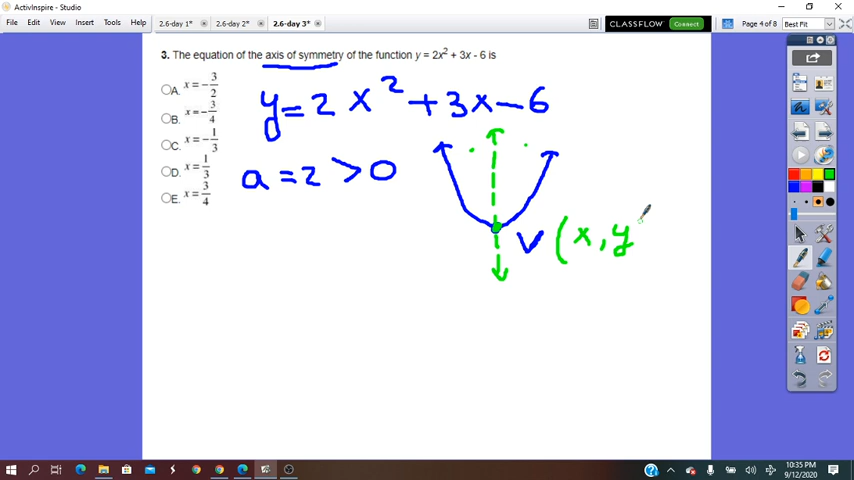 ActivInspire - Studio
File Edit View Insert Tools Help
2.6-day 1* 2.6-day 2* 2.6-day 3*
CLASSFLOW Connect
Page 4 of 8 Best Fit
3. The equation of the axis of symmetry of the function y = 2x² + 3x - 6 is
A. x = -3/2
B. x = -3/4
C. x = -1/3
D. x = 1/3
E. x = 3/4
y = 2x² + 3x - 6
a = 2 > 0
V (x, y
10:35 PM
9/12/2020